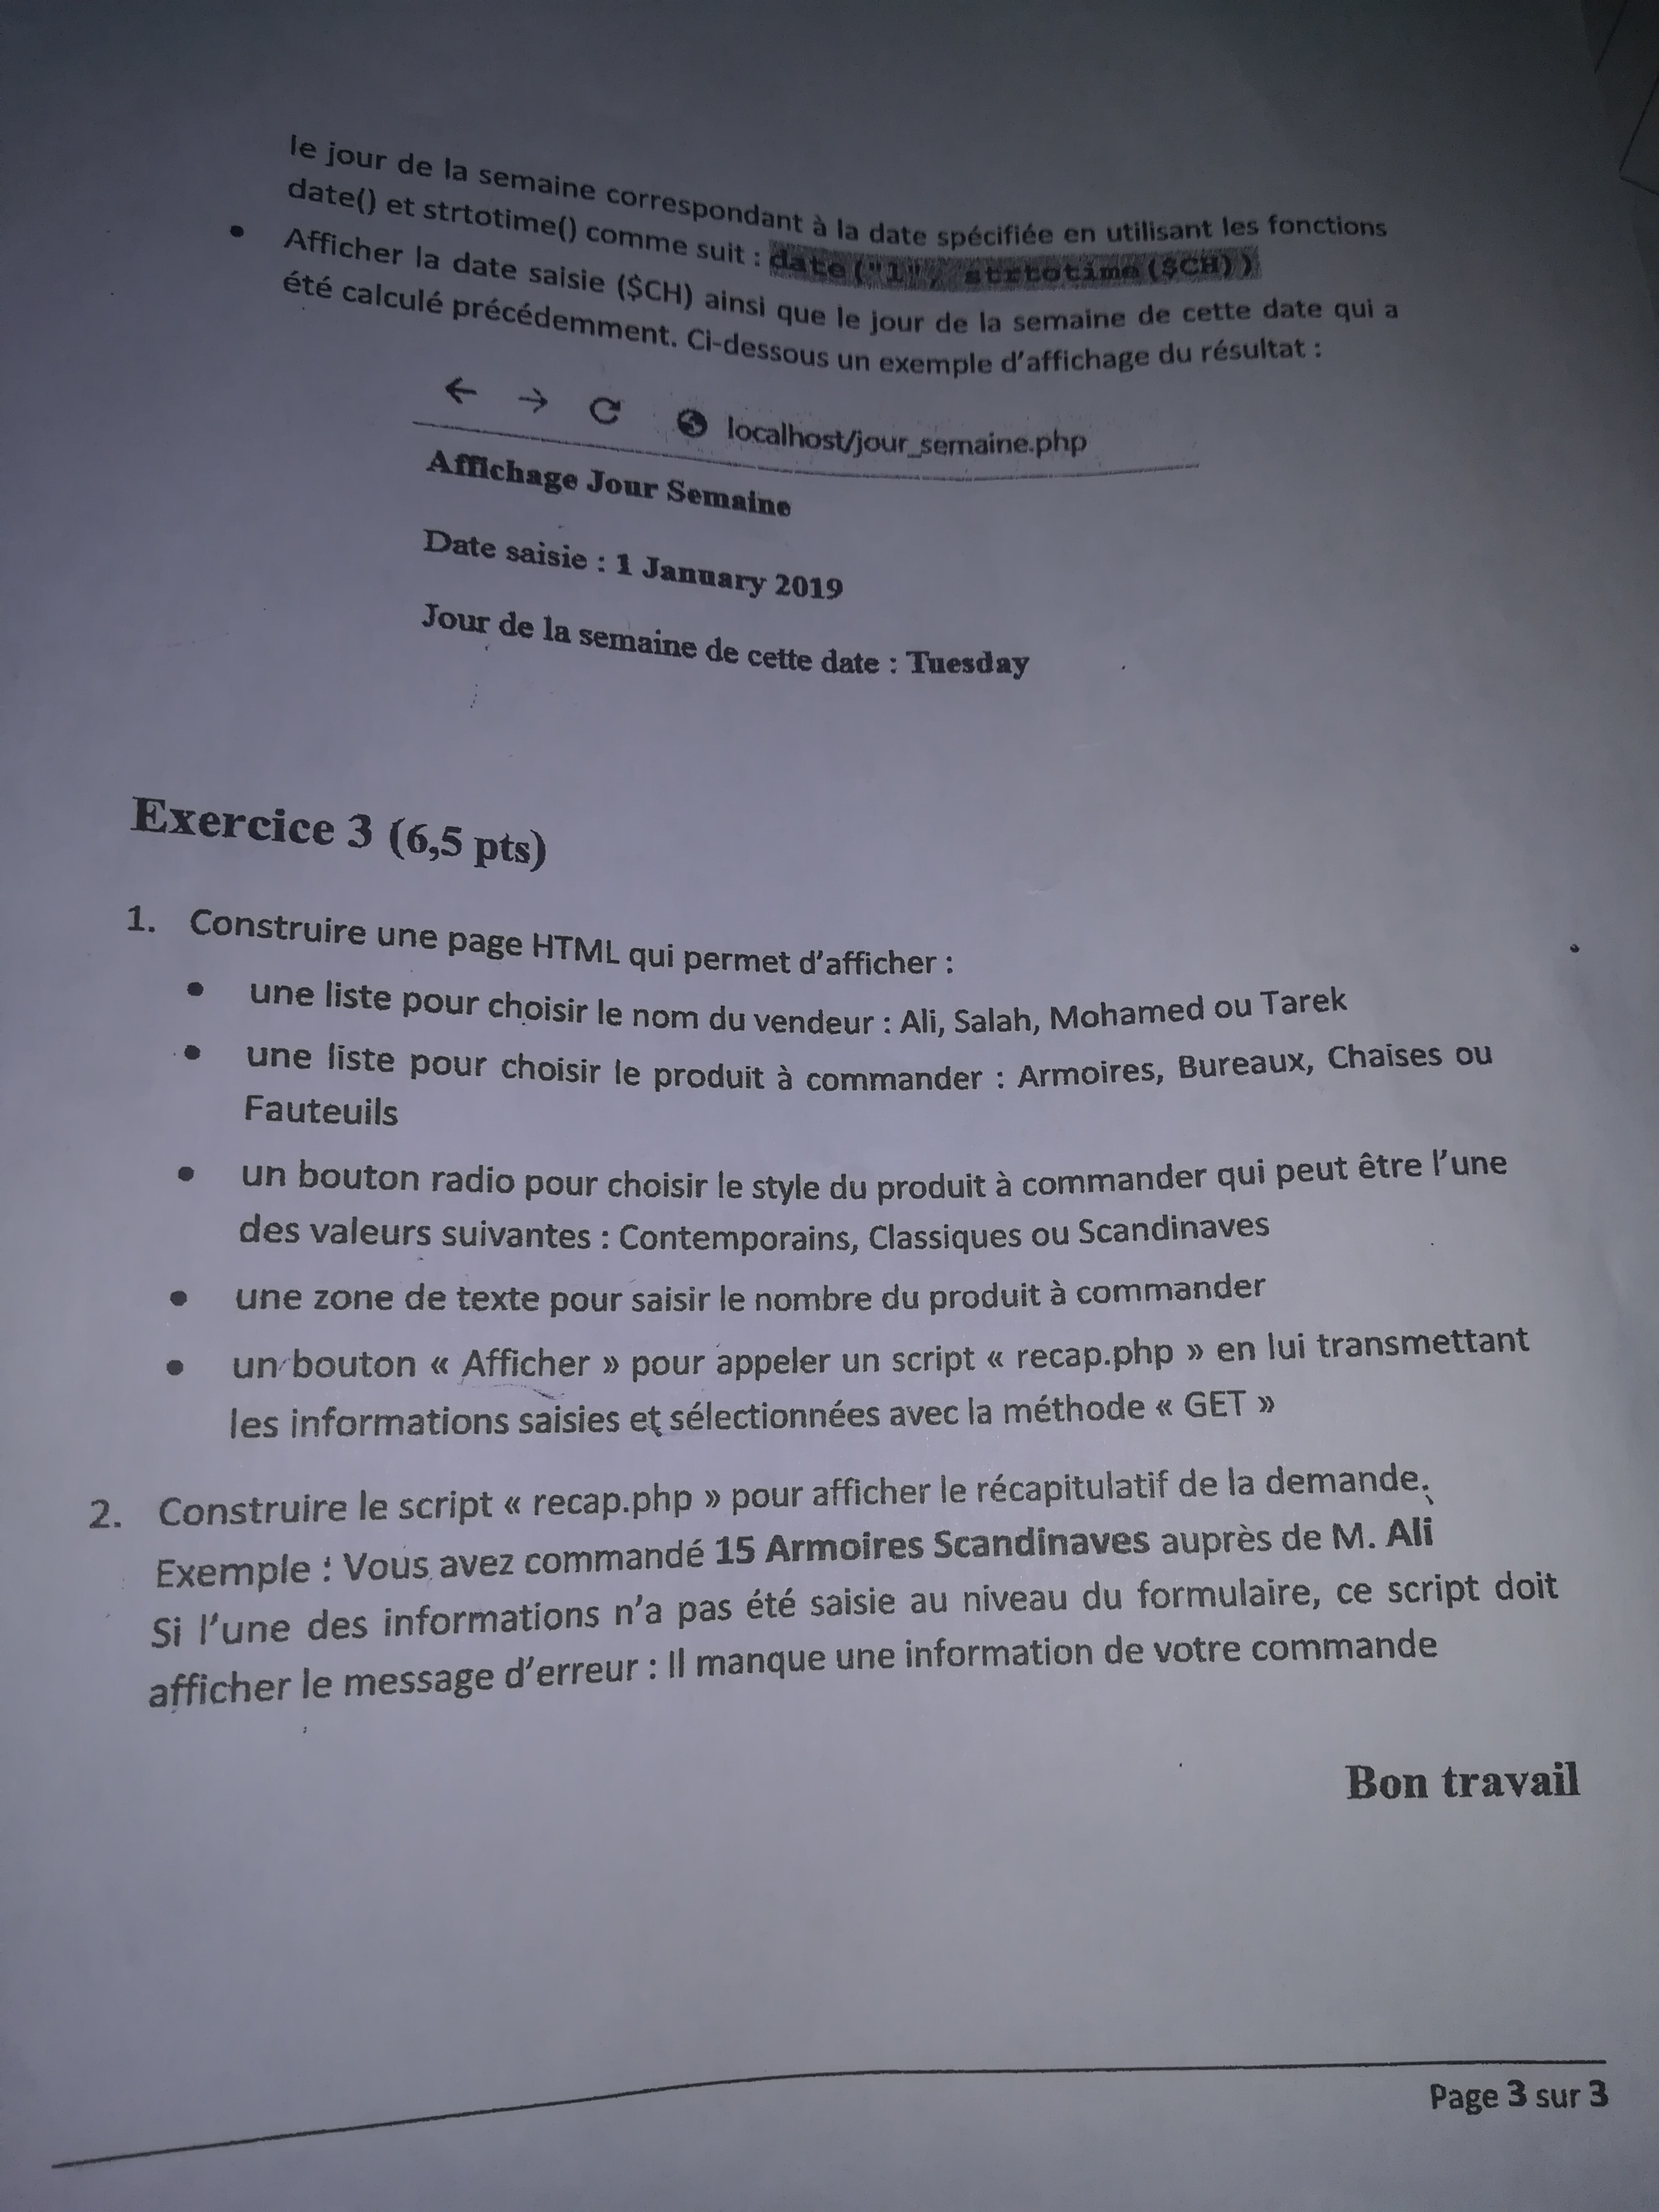 le jour de la semaine correspondant à la date spécifiée en utilisant les fonctions
date() et strtotime() comme suit : date("l", strtotime($CH))
• Afficher la date saisie ($CH) ainsi que le jour de la semaine de cette date qui a
été calculé précédemment. Ci-dessous un exemple d'affichage du résultat :
localhost/jour_semaine.php
Affichage Jour Semaine
Date saisie : 1 January 2019
Jour de la semaine de cette date : Tuesday
Exercice 3 (6,5 pts)
1. Construire une page HTML qui permet d'afficher :
• une liste pour choisir le nom du vendeur : Ali, Salah, Mohamed ou Tarek
• une liste pour choisir le produit à commander : Armoires, Bureaux, Chaises ou
Fauteuils
• un bouton radio pour choisir le style du produit à commander qui peut être l'une
des valeurs suivantes : Contemporains, Classiques ou Scandinaves
• une zone de texte pour saisir le nombre du produit à commander
• un bouton « Afficher » pour appeler un script « recap.php » en lui transmettant
les informations saisies et sélectionnées avec la méthode « GET »
2. Construire le script « recap.php » pour afficher le récapitulatif de la demande.
Exemple : Vous avez commandé 15 Armoires Scandinaves auprès de M. Ali
Si l'une des informations n'a pas été saisie au niveau du formulaire, ce script doit
afficher le message d'erreur : Il manque une information de votre commande
Bon travail
Page 3 sur 3